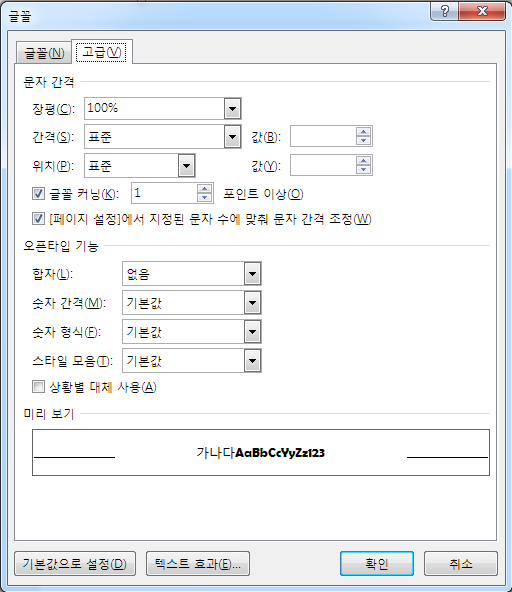 글꼴
글꼴(N) 고급(V)
문자 간격
장평(C): 100%
간격(S): 표준 값(B):
위치(P): 표준 값(Y):
글꼴 커닝(K): 1 포인트 이상(O)
[페이지 설정]에서 지정된 문자 수에 맞춰 문자 간격 조정(W)
오픈타입 기능
합자(L): 없음
숫자 간격(M): 기본값
숫자 형식(F): 기본값
스타일 모음(T): 기본값
상황별 대체 사용(A)
미리 보기
가나다AaBbCcYyZz123
기본값으로 설정(D) 텍스트 효과(E)... 확인 취소